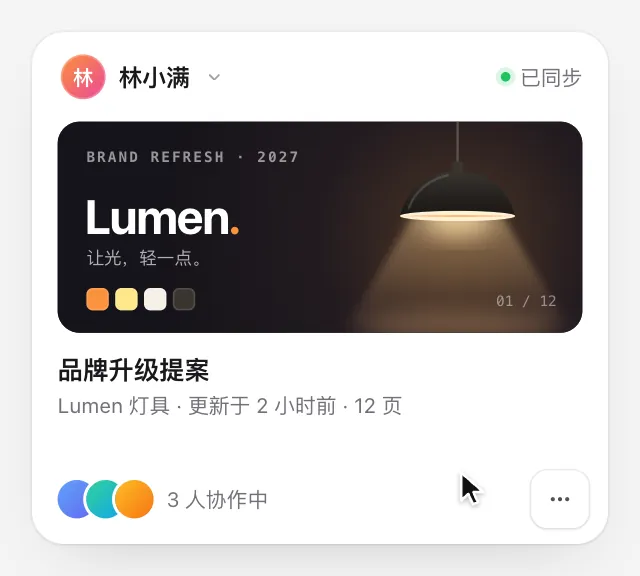 林 林小满
已同步
BRAND REFRESH · 2027
Lumen.
让光，轻一点。
01 / 12
品牌升级提案
Lumen 灯具 · 更新于 2 小时前 · 12 页
3 人协作中